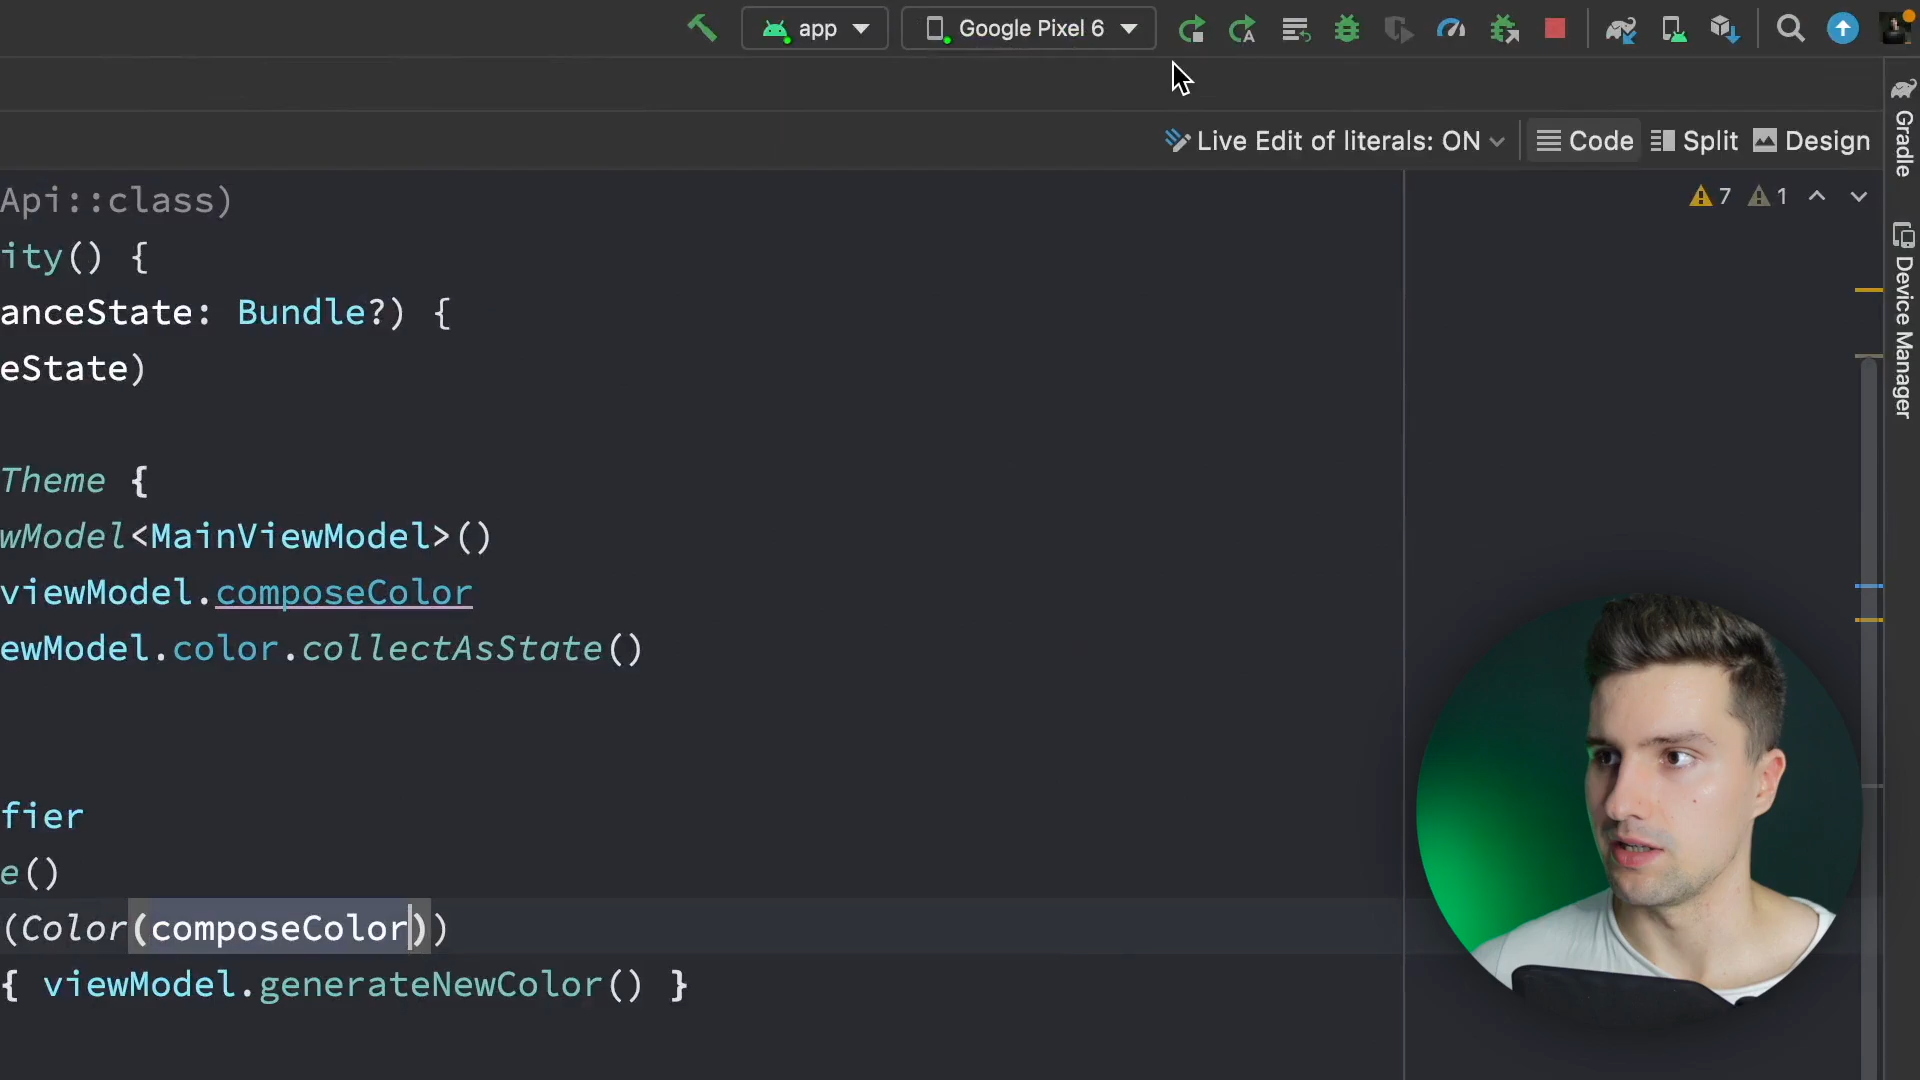 app
Google Pixel 6
Live Edit of literals: ON
Code
Split
Design
Gradle
Device Manager
7
1
Api::class)
ity() {
anceState: Bundle?) {
eState)
Theme {
wModel<MainViewModel>()
viewModel.composeColor
ewModel.color.collectAsState()
fier
e()
(Color(composeColor))
{ viewModel.generateNewColor() }